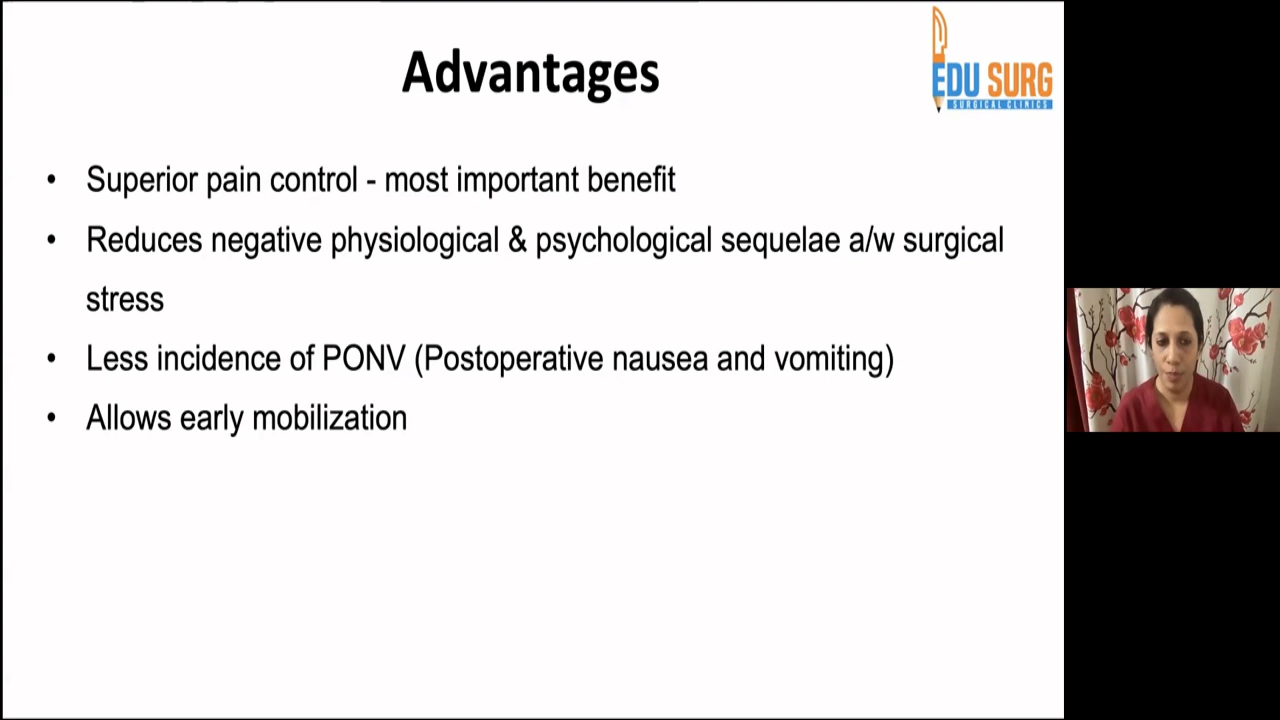 Advantages
EDU SURG
SURGICAL CLINICS
• Superior pain control - most important benefit
• Reduces negative physiological & psychological sequelae a/w surgical
stress
• Less incidence of PONV (Postoperative nausea and vomiting)
• Allows early mobilization